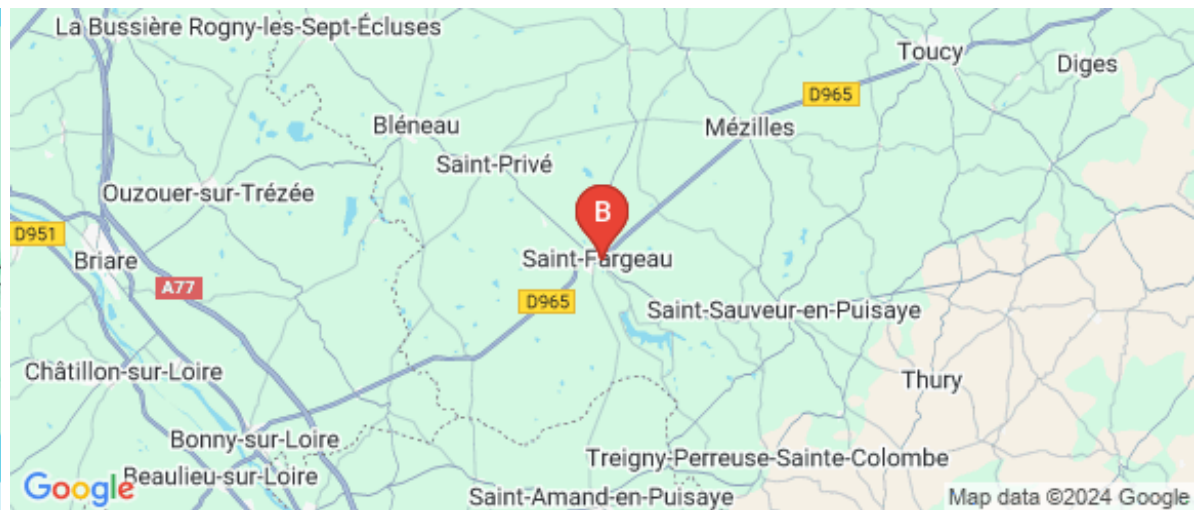 La Bussière
Rogny-les-Sept-Écluses
Toucy
Diges
D965
Bléneau
Mézilles
Saint-Privé
Ouzouer-sur-Trézée
B
D951
Briare
Saint-Fargeau
A77
D965
Saint-Sauveur-en-Puisaye
Châtillon-sur-Loire
Thury
Bonny-sur-Loire
Treigny-Perreuse-Sainte-Colombe
Beaulieu-sur-Loire
Google
Saint-Amand-en-Puisaye
Map data ©2024 Google